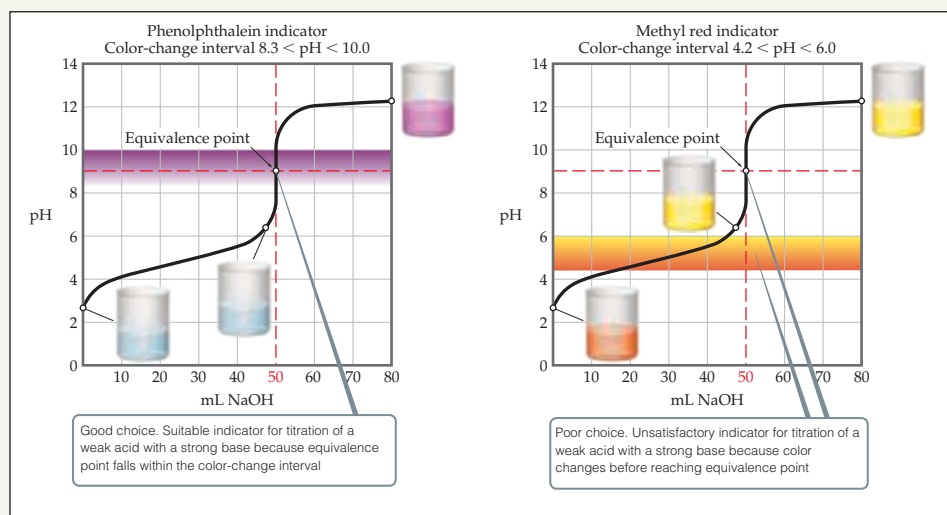 Phenolphthalein indicator
Color-change interval 8.3 < pH < 10.0
14
12
10
8
6
4
2
0
pH
Equivalence point
10
20
30
40
50
60
70
80
mL NaOH
Good choice. Suitable indicator for titration of a
weak acid with a strong base because equivalence
point falls within the color-change interval
Methyl red indicator
Color-change interval 4.2 < pH < 6.0
14
12
10
8
6
4
2
0
pH
Equivalence point
10
20
30
40
50
60
70
80
mL NaOH
Poor choice. Unsatisfactory indicator for titration of a
weak acid with a strong base because color
changes before reaching equivalence point